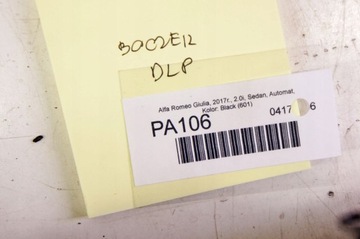 BOOZER
DLP
Alfa Romeo Giulia, 2017r., 2.0i, Sedan, Automat.
Kolor: Black (601)
PA106
0417 6